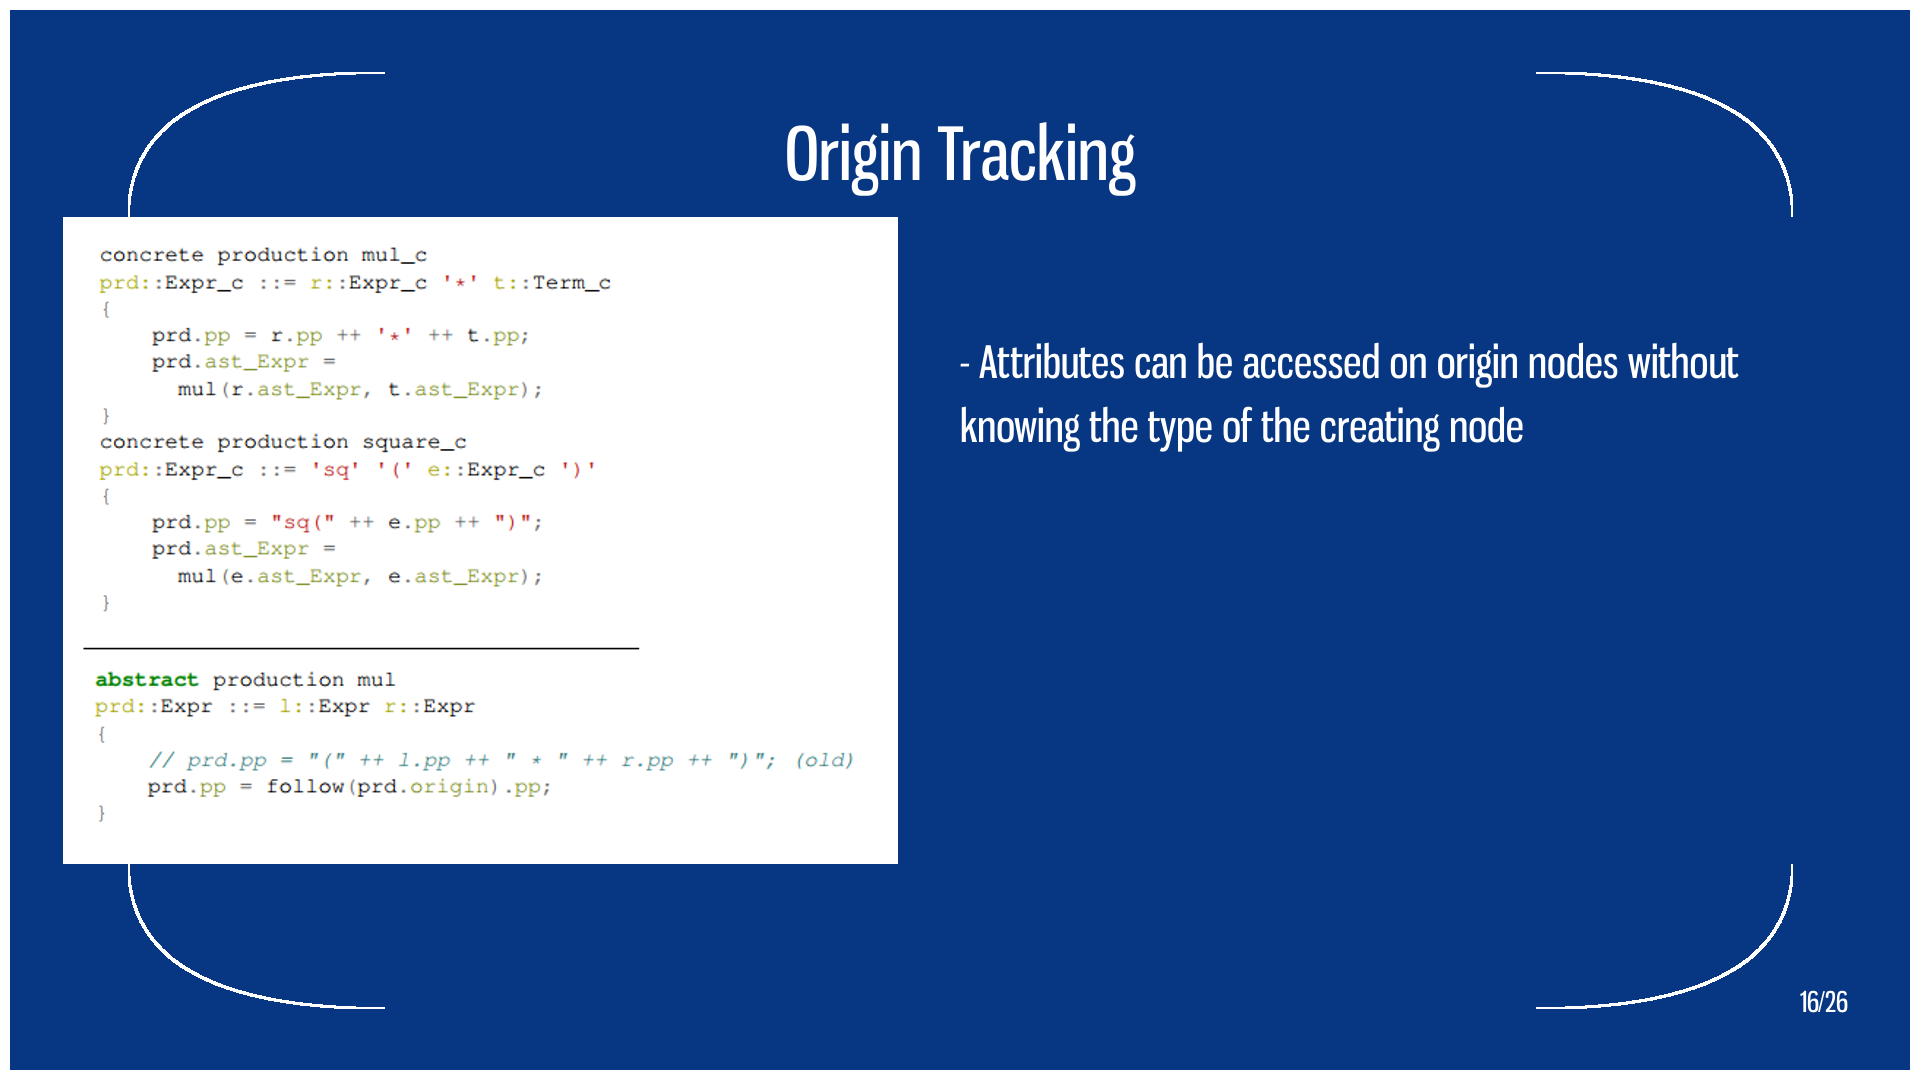 Origin Tracking
concrete production mul_c
prd::Expr_c ::= r::Expr_c '*' t::Term_c
{
    prd.pp = r.pp ++ '*' ++ t.pp;
    prd.ast_Expr =
      mul(r.ast_Expr, t.ast_Expr);
}
concrete production square_c
prd::Expr_c ::= 'sq' '(' e::Expr_c ')'
{
    prd.pp = "sq(" ++ e.pp ++ ")";
    prd.ast_Expr =
      mul(e.ast_Expr, e.ast_Expr);
}
abstract production mul
prd::Expr ::= l::Expr r::Expr
{
    // prd.pp = "(" ++ l.pp ++ " * " ++ r.pp ++ ")"; (old)
    prd.pp = follow(prd.origin).pp;
}
- Attributes can be accessed on origin nodes without
knowing the type of the creating node
16/26